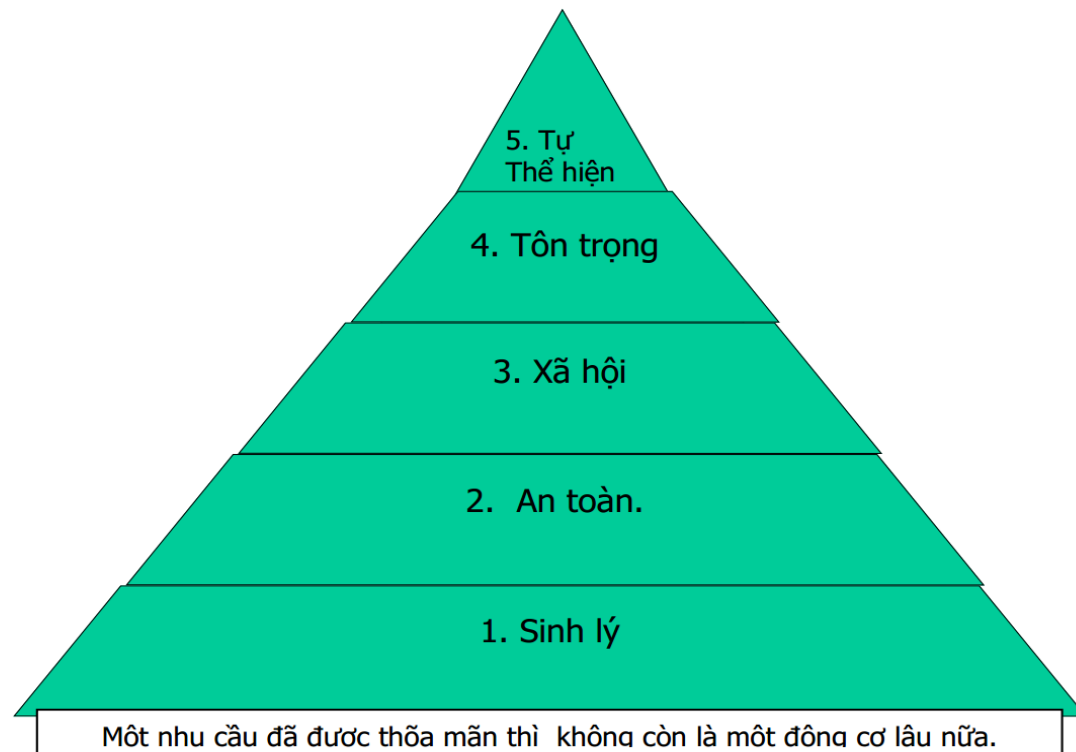 5. Tự
Thể hiện
4. Tôn trọng
3. Xã hội
2. An toàn.
1. Sinh lý
Một nhu cầu đã được thõa mãn thì không còn là một động cơ lâu nữa.